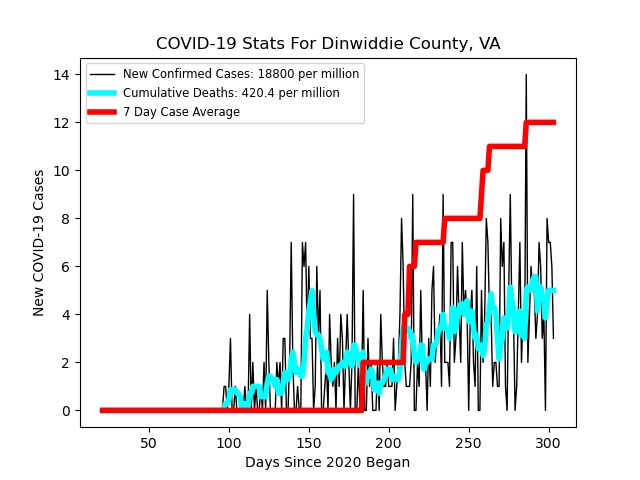 COVID-19 Stats For Dinwiddie County, VA
New Confirmed Cases: 18800 per million
Cumulative Deaths: 420.4 per million
7 Day Case Average
New COVID-19 Cases
14
12
10
8
6
4
2
0
50 100 150 200 250 300
Days Since 2020 Began